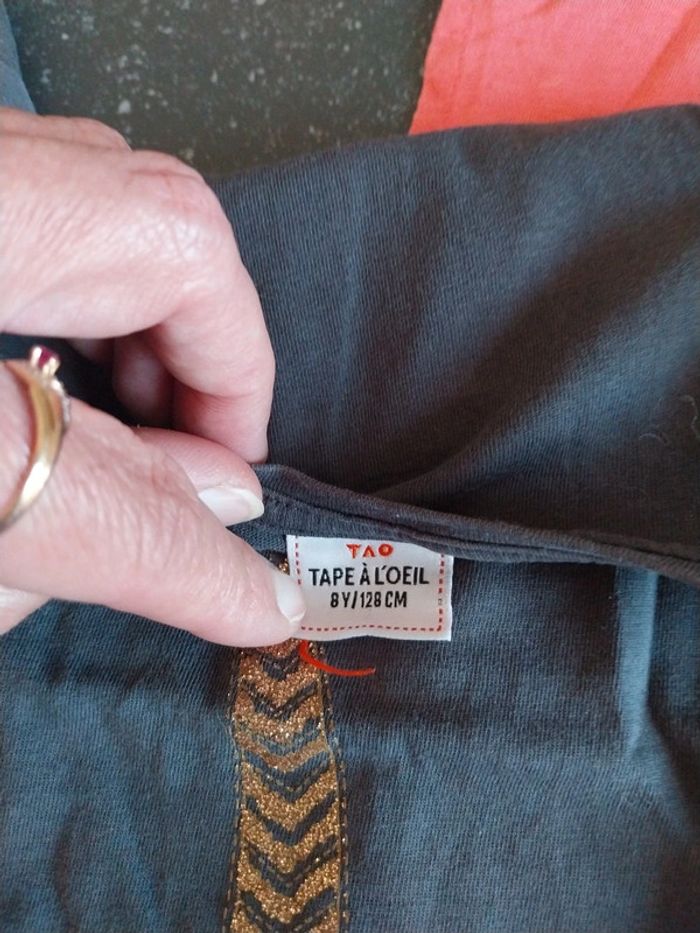 TAO
TAPE À L'OEIL
8Y/128 CM